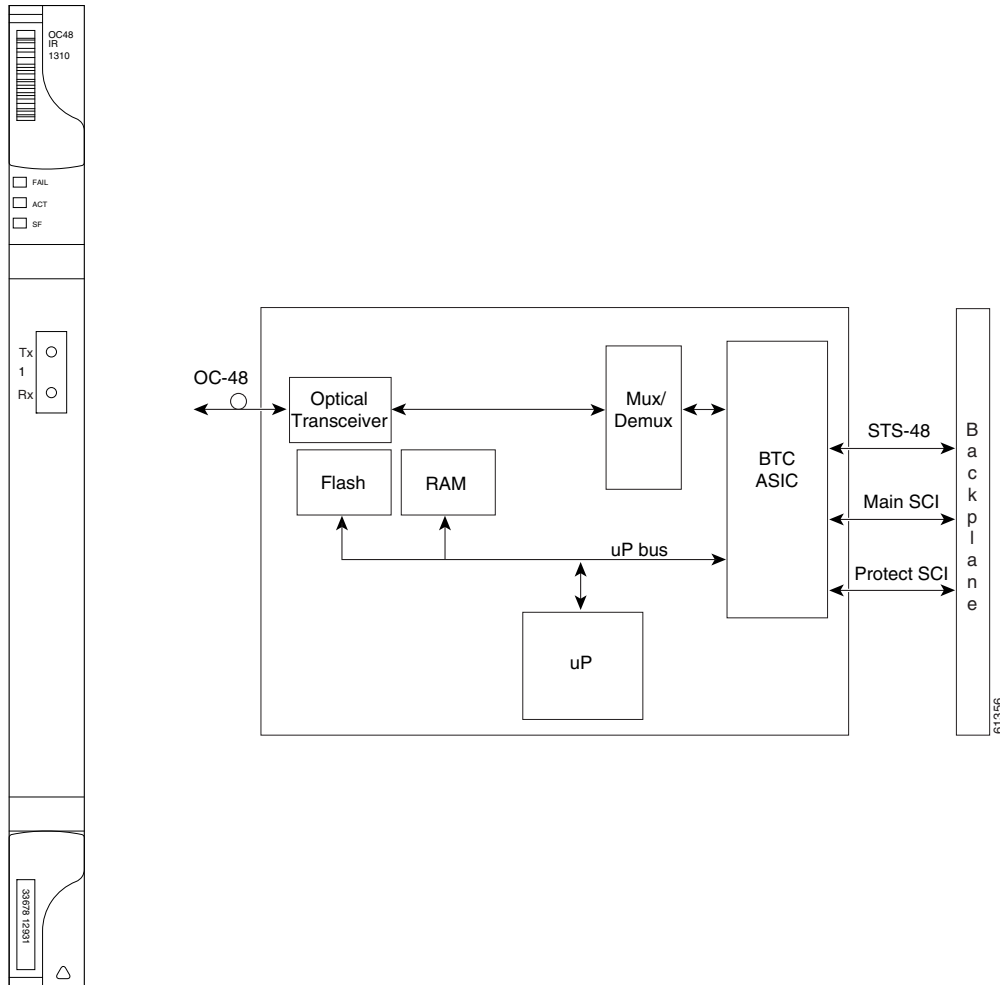 OC48
IR
1310
FAIL
ACT
SF
Tx
1
Rx
33678 12931
OC-48
Optical
Transceiver
Mux/
Demux
BTC
ASIC
Flash
RAM
uP bus
uP
STS-48
Main SCI
Protect SCI
Backplane
61356